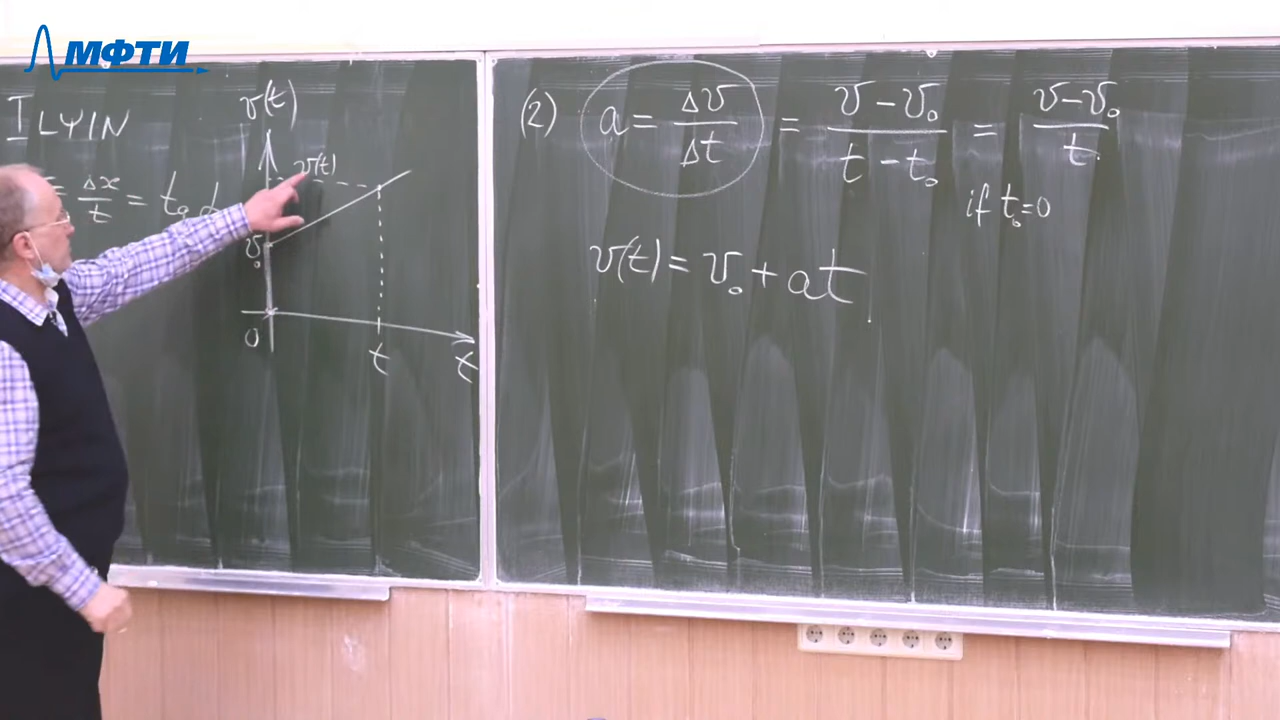 МФТИ
ILYIN
= Δx/t = tg α
v(t)
v(t)
v₀
0
t
t
(2) a = Δv/Δt = (v – v₀)/(t – t₀) = (v – v₀)/t
if t₀=0
v(t) = v₀ + at